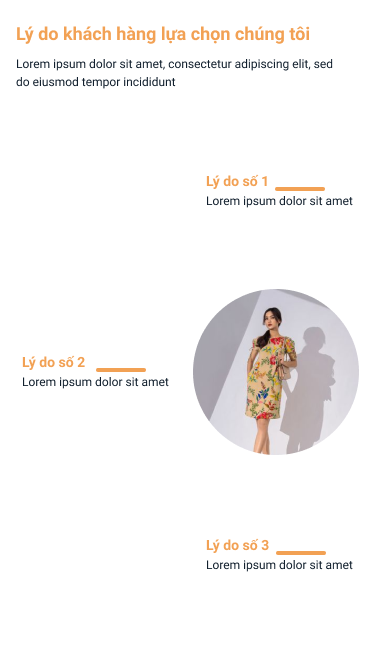 Lý do khách hàng lựa chọn chúng tôi
Lorem ipsum dolor sit amet, consectetur adipiscing elit, sed
do eiusmod tempor incididunt
Lý do số 1
Lorem ipsum dolor sit amet
Lý do số 2
Lorem ipsum dolor sit amet
Lý do số 3
Lorem ipsum dolor sit amet